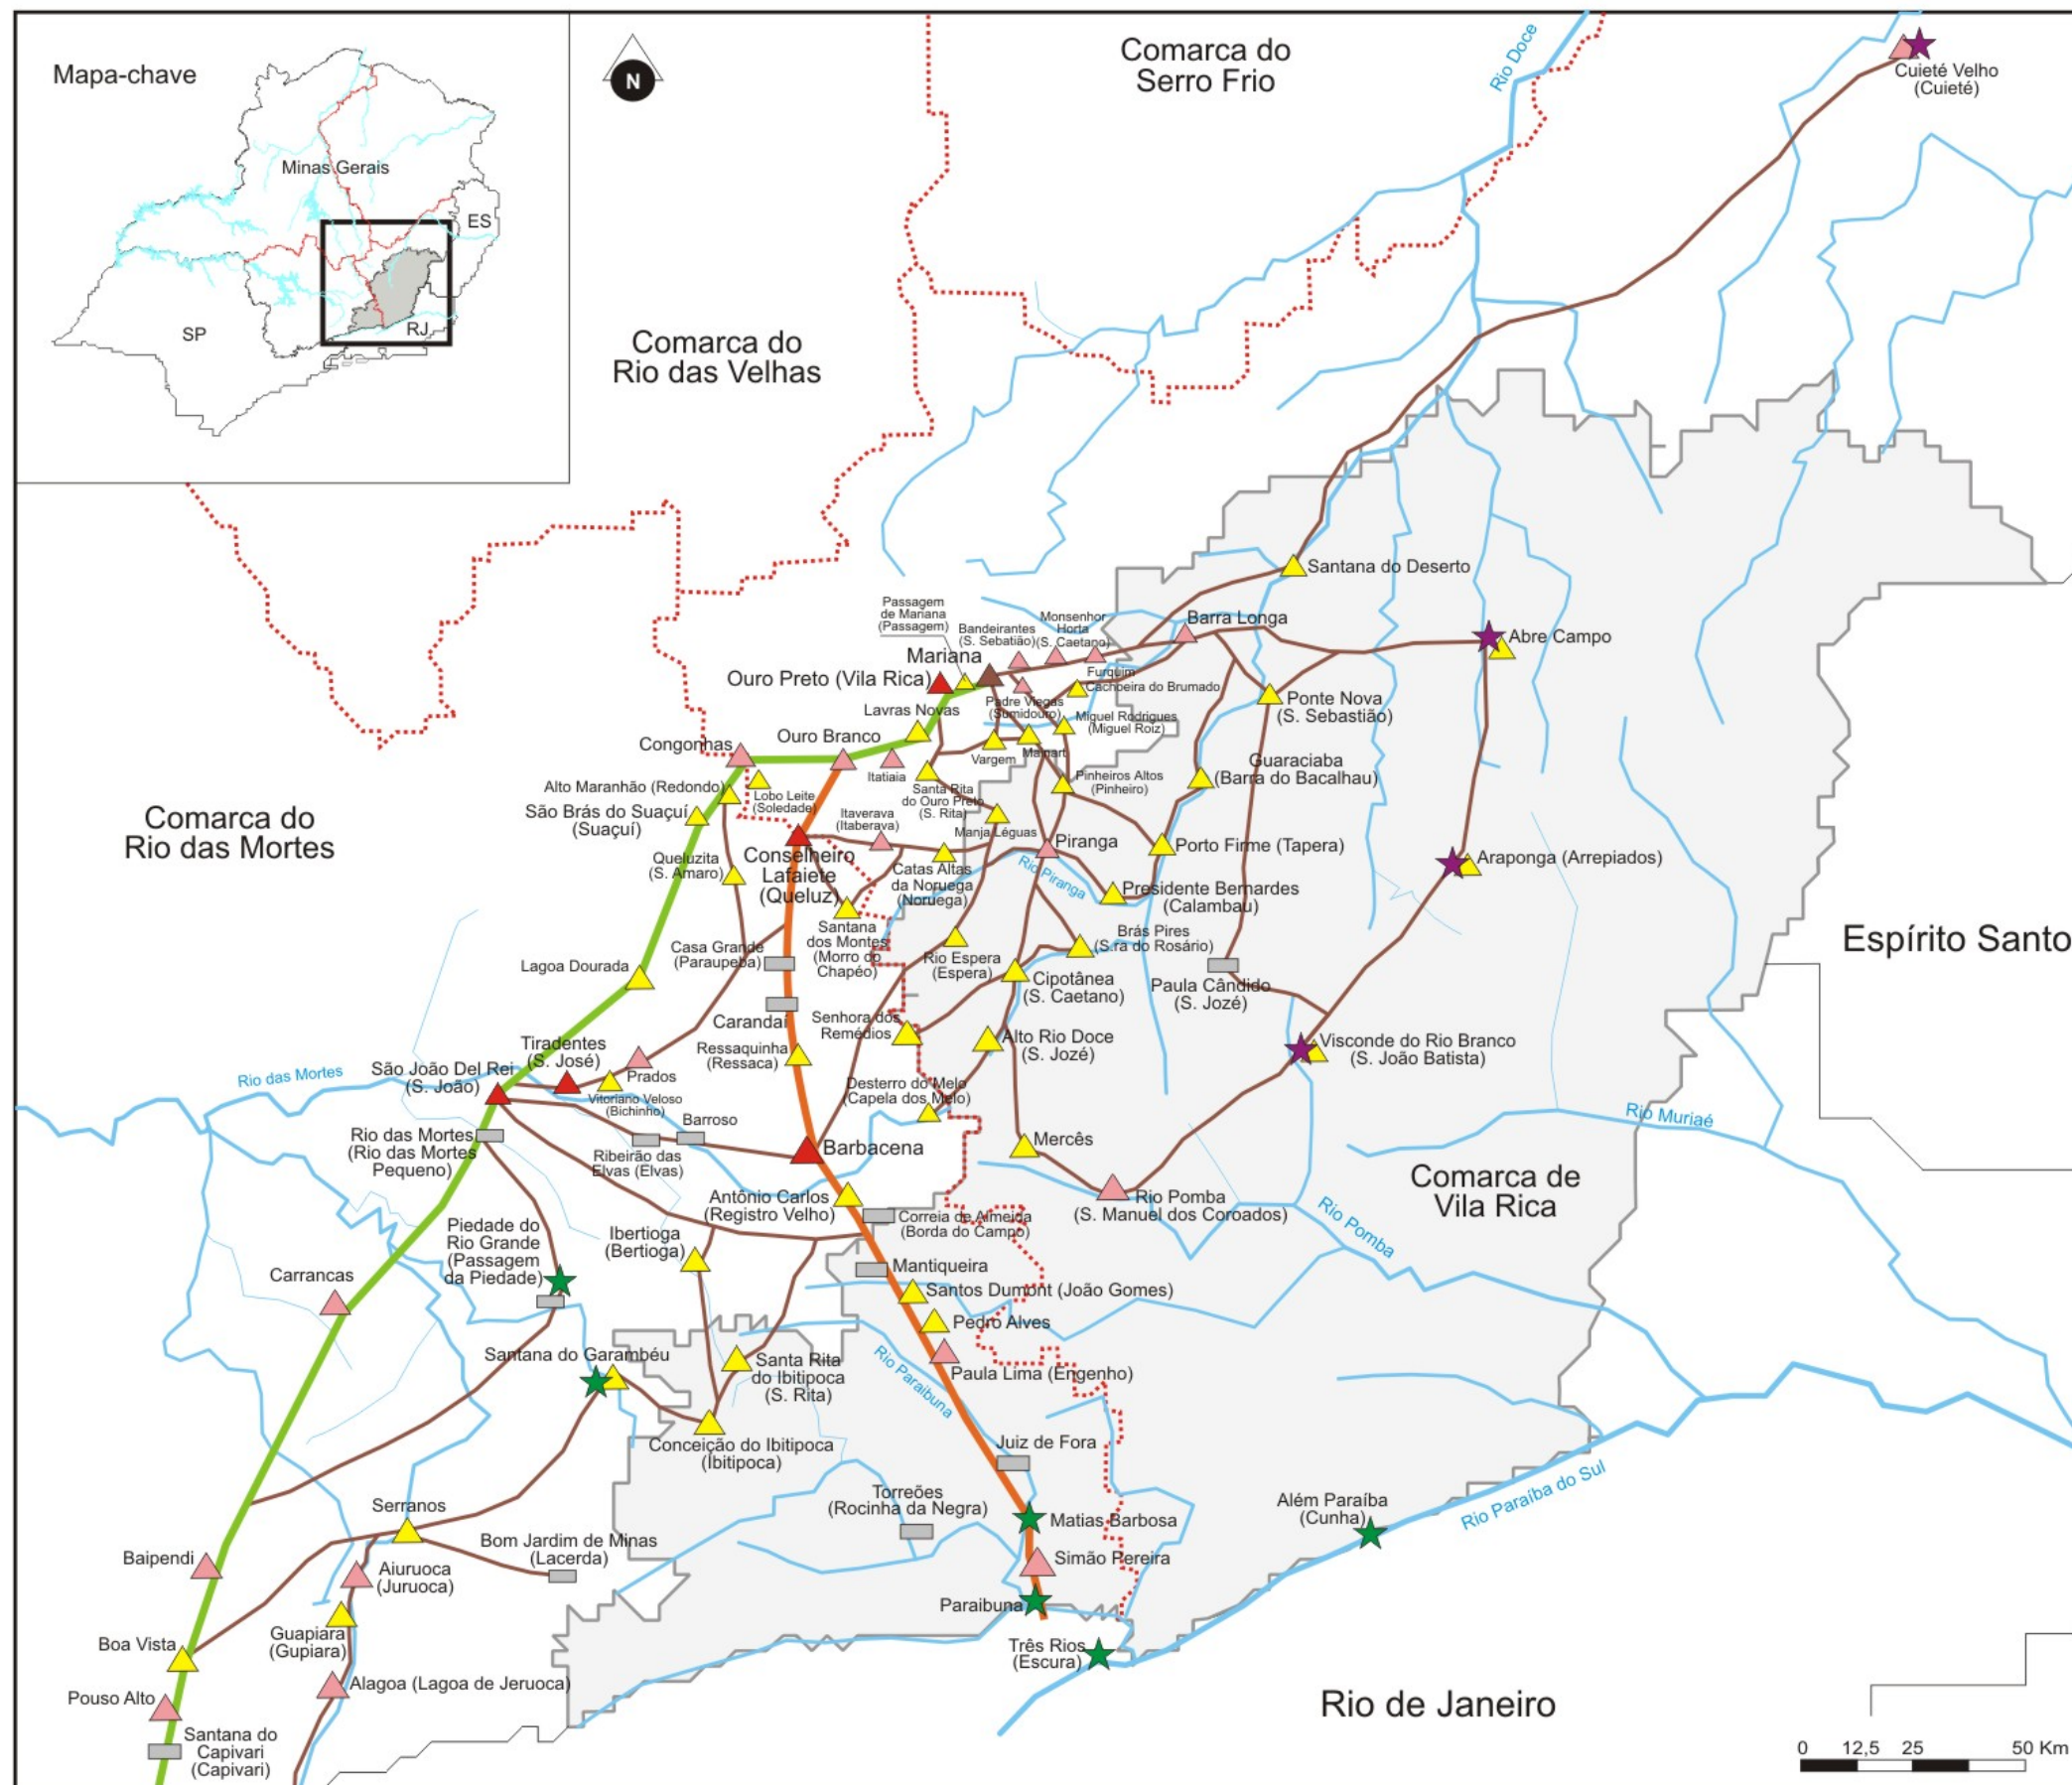 Mapa-chave
Minas Gerais
ES
SP
RJ
N
Comarca do
Serro Frio
Rio Doce
Cuieté Velho
(Cuieté)
Comarca do
Rio das Velhas
Santana do Deserto
Passagem
de Mariana
(Passagem)
Bandeirantes
(S. Sebatião)
Monsenhor
Horta
(S. Caetano)
Barra Longa
Abre Campo
Mariana
Ouro Preto (Vila Rica)
Furquim
Cachoeira do Brumado
Padre Viegas
(Sumidouro)
Ponte Nova
(S. Sebastião)
Lavras Novas
Miguel Rodrigues
(Miguel Roiz)
Congonhas
Ouro Branco
Vargem
Mainart
Itatiaia
Guaraciaba
(Barra do Bacalhau)
Pinheiros Altos
(Pinheiro)
Alto Maranhão (Redondo)
Lobo Leite
(Soledade)
Santa Rita
do Ouro Preto
(S. Rita)
São Brás do Suaçuí
(Suaçuí)
Itaverava
(Itaberava)
Manja Léguas
Comarca do
Rio das Mortes
Piranga
Porto Firme (Tapera)
Araponga (Arrepiados)
Queluzita
(S. Amaro)
Conselheiro
Lafaiete
(Queluz)
Catas Altas
da Noruega
(Noruega)
Rio Piranga
Presidente Bernardes
(Calambau)
Santana
dos Montes
(Morro do
Chapéo)
Brás Pires
(S.ra do Rosário)
Espírito Santo
Casa Grande
(Paraupeba)
Rio Espera
(Espera)
Lagoa Dourada
Cipotânea
(S. Caetano)
Paula Cândido
(S. Jozé)
Carandaí
Senhora dos
Remédios
Alto Rio Doce
(S. Jozé)
Visconde do Rio Branco
(S. João Batista)
Tiradentes
(S. José)
Ressaquinha
(Ressaca)
São João Del Rei
(S. João)
Prados
Rio das Mortes
Vitoriano Veloso
(Bichinho)
Desterro do Melo
(Capela dos Melo)
Rio Muriaé
Barroso
Rio das Mortes
(Rio das Mortes
Pequeno)
Ribeirão das
Elvas (Elvas)
Barbacena
Mercês
Comarca de
Vila Rica
Antônio Carlos
(Registro Velho)
Rio Pomba
(S. Manuel dos Coroados)
Correia de Almeida
(Borda do Campo)
Rio Pomba
Piedade do
Rio Grande
(Passagem
da Piedade)
Ibertioga
(Bertioga)
Mantiqueira
Carrancas
Santos Dumont (João Gomes)
Pedro Alves
Santana do Garambéu
Santa Rita
do Ibitipoca
(S. Rita)
Rio Paraibuna
Paula Lima (Engenho)
Conceição do Ibitipoca
(Ibitipoca)
Juiz de Fora
Serranos
Torreões
(Rocinha da Negra)
Além Paraíba
(Cunha)
Rio Paraíba do Sul
Matias Barbosa
Bom Jardim de Minas
(Lacerda)
Baipendi
Aiuruoca
(Juruoca)
Simão Pereira
Paraibuna
Guapiara
(Gupiara)
Boa Vista
Três Rios
(Escura)
Alagoa (Lagoa de Jeruoca)
Pouso Alto
Rio de Janeiro
Santana do
Capivari
(Capivari)
0 12,5 25 50 Km